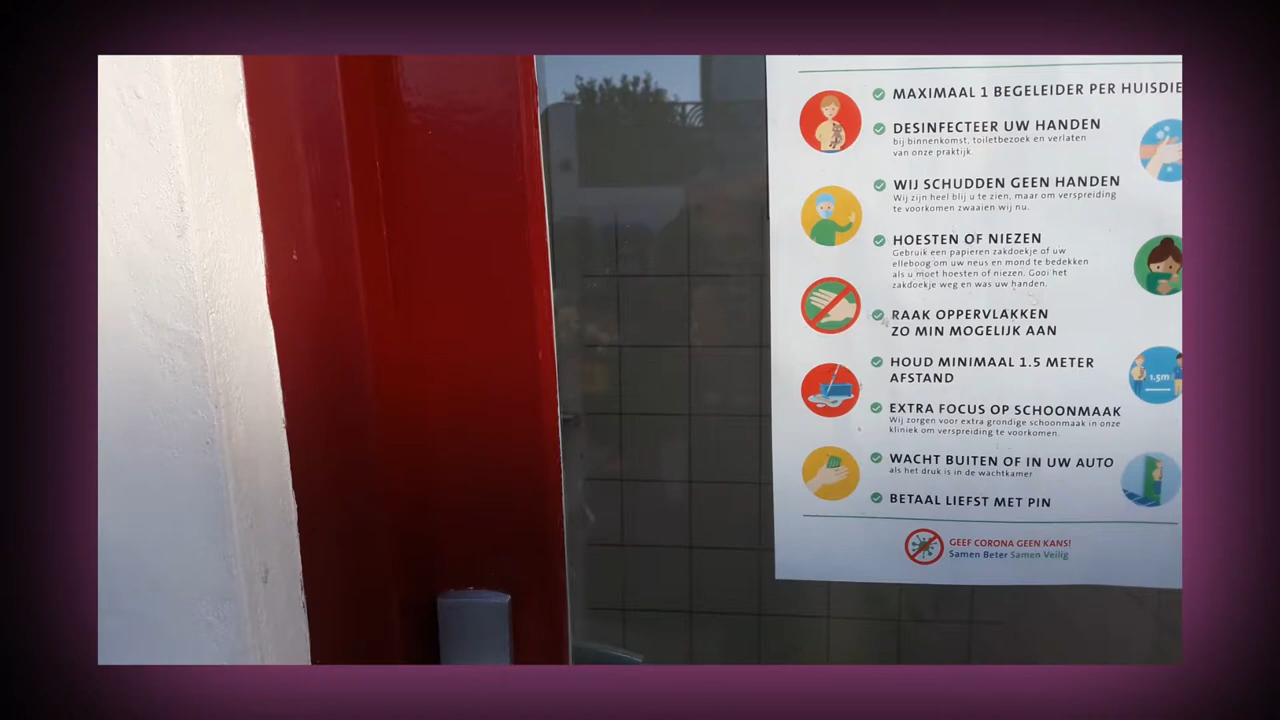 MAXIMAAL 1 BEGELEIDER PER HUISDIE
DESINFECTEER UW HANDEN
bij binnenkomst, toiletbezoek en verlaten
van onze praktijk.
WIJ SCHUDDEN GEEN HANDEN
Wij zijn heel blij u te zien, maar om verspreiding
te voorkomen zwaaien wij nu.
HOESTEN OF NIEZEN
Gebruik een papieren zakdoekje of uw
elleboog om uw neus en mond te bedekken
als u moet hoesten of niezen. Gooi het
zakdoekje weg en was uw handen.
RAAK OPPERVLAKKEN
ZO MIN MOGELIJK AAN
HOUD MINIMAAL 1.5 METER
AFSTAND
1.5m
EXTRA FOCUS OP SCHOONMAAK
Wij zorgen voor extra grondige schoonmaak in onze
kliniek om verspreiding te voorkomen.
WACHT BUITEN OF IN UW AUTO
als het druk is in de wachtkamer
BETAAL LIEFST MET PIN
GEEF CORONA GEEN KANS!
Samen Beter Samen Veilig